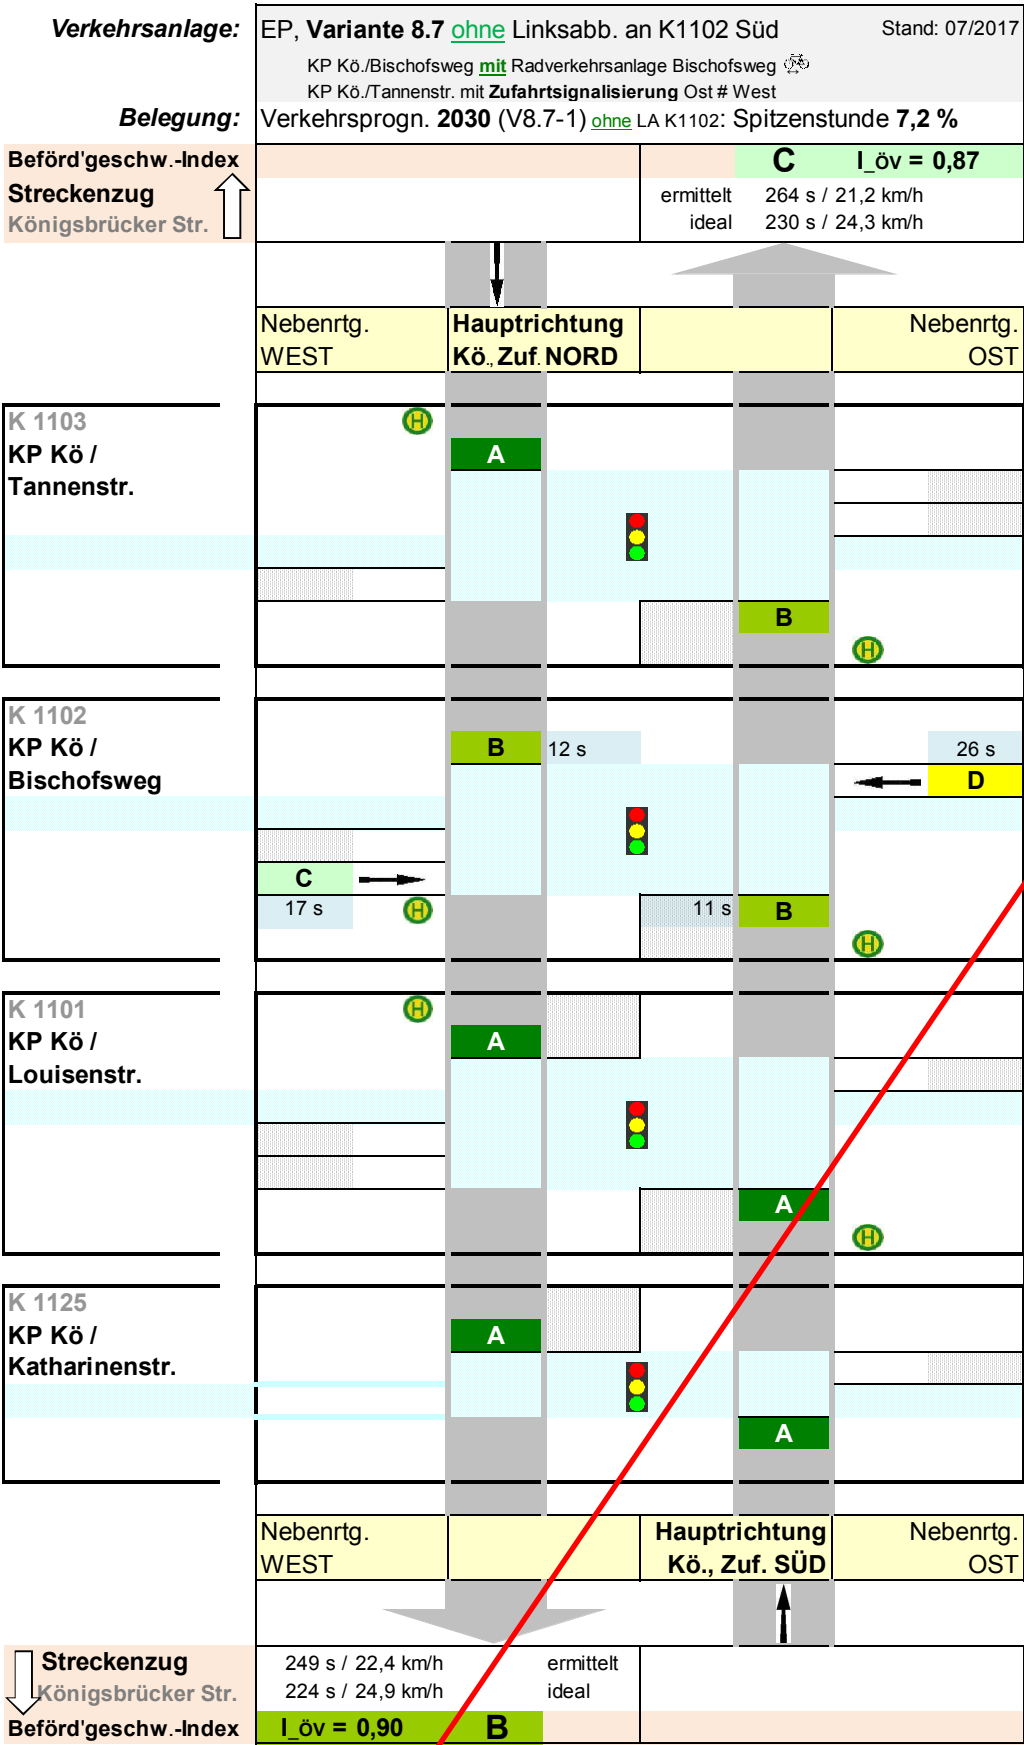 Verkehrsanlage: EP, Variante 8.7 ohne Linksabb. an K1102 Süd Stand: 07/2017
KP Kö./Bischofsweg mit Radverkehrsanlage Bischofsweg
KP Kö./Tannenstr. mit Zufahrtsignalisierung Ost # West
Belegung: Verkehrsprogn. 2030 (V8.7-1) ohne LA K1102: Spitzenstunde 7,2 %
Beförd'geschw.-Index C I_öv = 0,87
Streckenzug ermittelt 264 s / 21,2 km/h
Königsbrücker Str. ideal 230 s / 24,3 km/h
Nebenrtg. Hauptrichtung Nebenrtg.
WEST Kö., Zuf. NORD OST
K 1103 H
KP Kö / A
Tannenstr.
B
H
K 1102
KP Kö / B 12 s 26 s
Bischofsweg D
C
17 s H 11 s B
H
K 1101 H
KP Kö / A
Louisenstr.
A
H
K 1125
KP Kö / A
Katharinenstr.
A
Nebenrtg. Hauptrichtung Nebenrtg.
WEST Kö., Zuf. SÜD OST
Streckenzug 249 s / 22,4 km/h ermittelt
Königsbrücker Str. 224 s / 24,9 km/h ideal
Beförd'geschw.-Index I_öv = 0,90 B